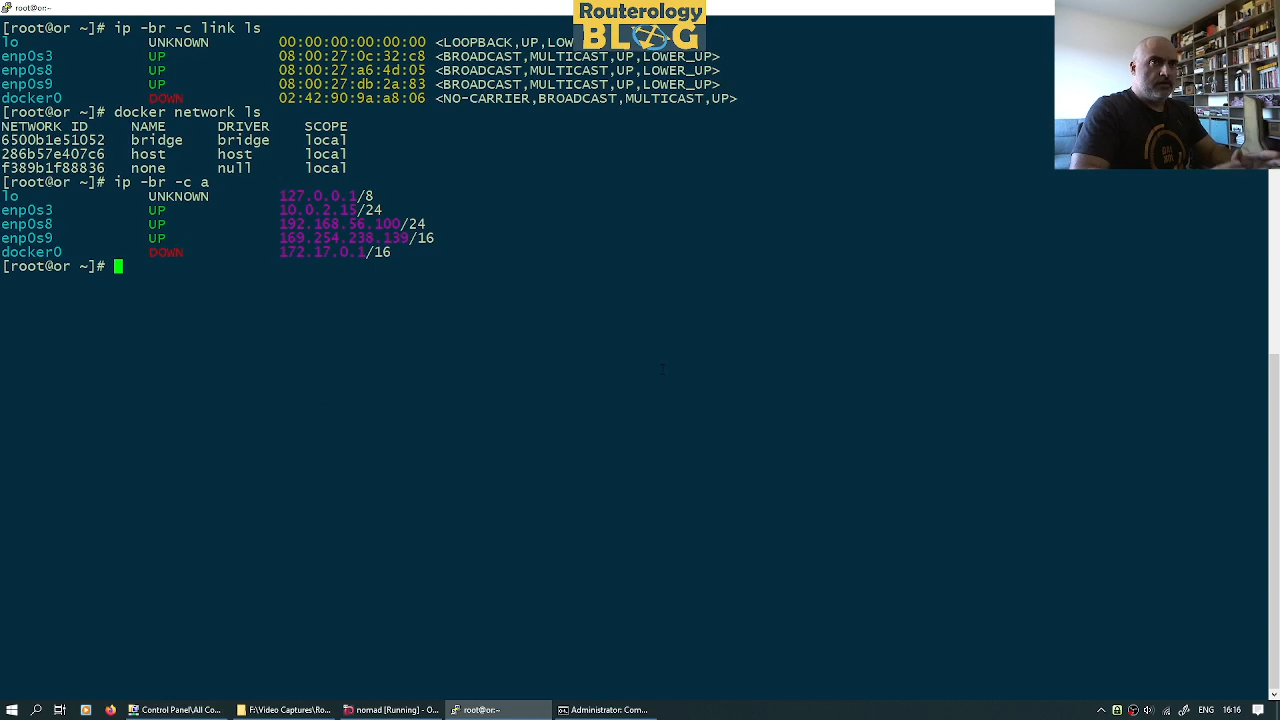 root@or:~
Routerology
BLOG
[root@or ~]# ip -br -c link ls
lo UNKNOWN 00:00:00:00:00:00 <LOOPBACK,UP,LOW
enp0s3 UP 08:00:27:0c:32:c8 <BROADCAST,MULTICAST,UP,LOWER_UP>
enp0s8 UP 08:00:27:a6:4d:05 <BROADCAST,MULTICAST,UP,LOWER_UP>
enp0s9 UP 08:00:27:db:2a:83 <BROADCAST,MULTICAST,UP,LOWER_UP>
docker0 DOWN 02:42:90:9a:a8:06 <NO-CARRIER,BROADCAST,MULTICAST,UP>
[root@or ~]# docker network ls
NETWORK ID NAME DRIVER SCOPE
6500b1e51052 bridge bridge local
286b57e407c6 host host local
f389b1f88836 none null local
[root@or ~]# ip -br -c a
lo UNKNOWN 127.0.0.1/8
enp0s3 UP 10.0.2.15/24
enp0s8 UP 192.168.56.100/24
enp0s9 UP 169.254.238.139/16
docker0 DOWN 172.17.0.1/16
[root@or ~]#
Control Panel\All Co... F:\Video Captures\Ro... nomad [Running] - O... root@or:~ Administrator: Com... ENG 16:16